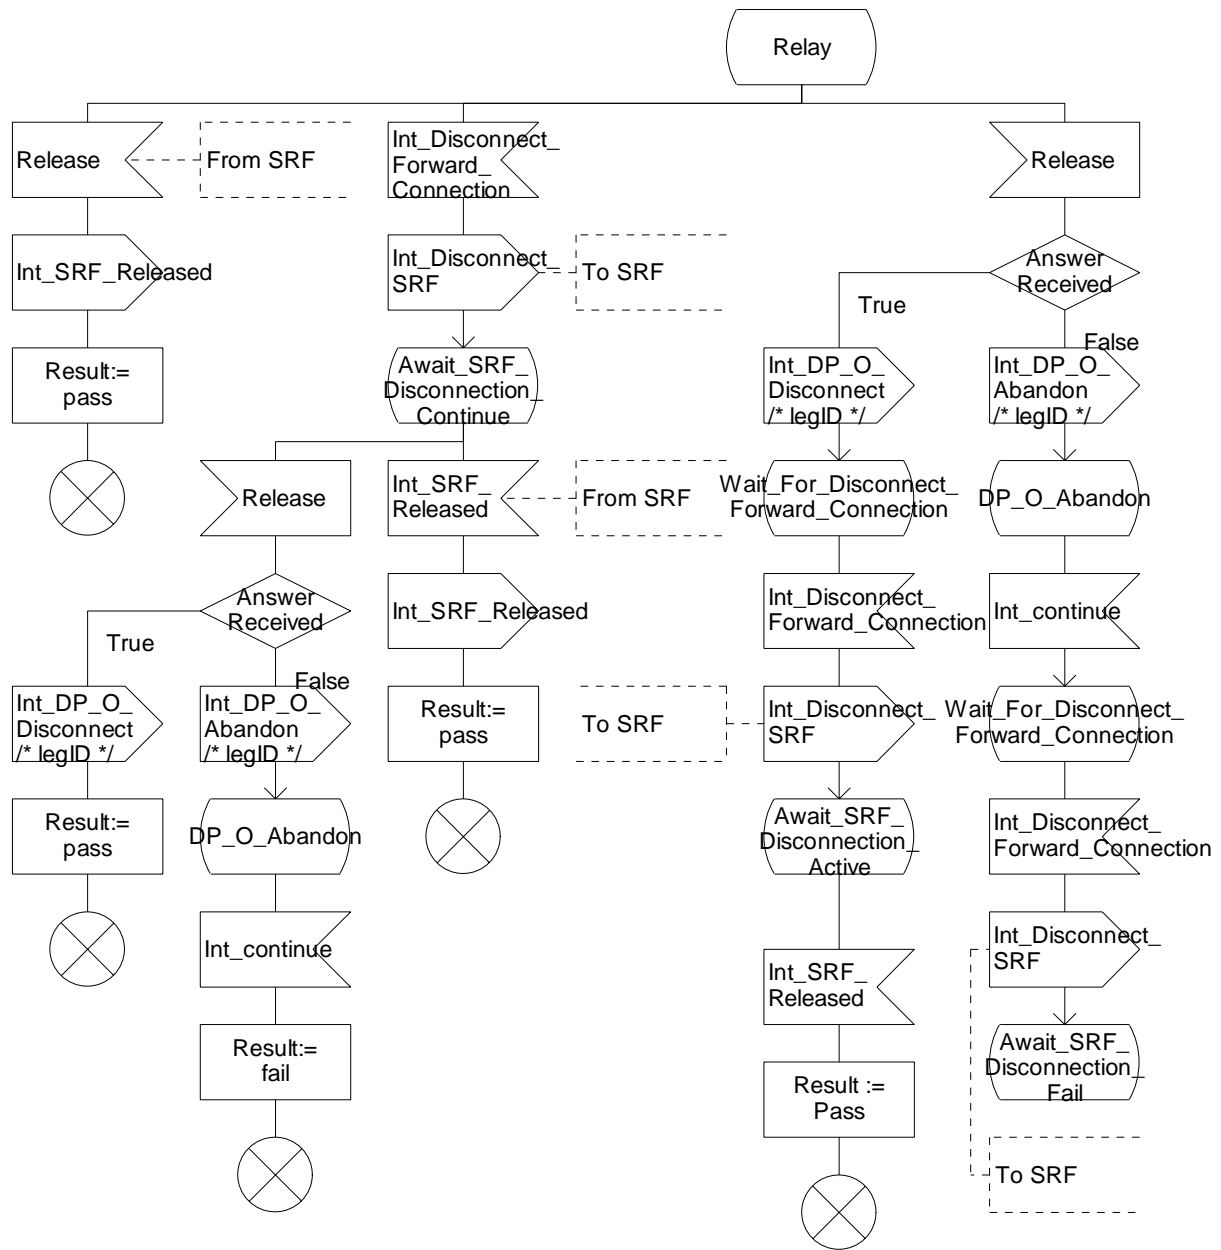 Relay
Release
From SRF
Int_Disconnect_
Forward_
Connection
Release
Int_SRF_Released
Int_Disconnect_
SRF
To SRF
Answer
Received
True
False
Result:=
pass
Await_SRF_
Disconnection_
Continue
Int_DP_O_
Disconnect
/* legID */
Int_DP_O_
Abandon
/* legID */
Release
Int_SRF_
Released
From SRF
Wait_For_Disconnect_
Forward_Connection
DP_O_Abandon
Answer
Received
True
False
Int_SRF_Released
Int_Disconnect_
Forward_Connection
Int_continue
Int_DP_O_
Disconnect
/* legID */
Int_DP_O_
Abandon
/* legID */
Result:=
pass
To SRF
Int_Disconnect_
SRF
Wait_For_Disconnect_
Forward_Connection
Result:=
pass
DP_O_Abandon
Await_SRF_
Disconnection_
Active
Int_Disconnect_
Forward_Connection
Int_continue
Int_SRF_
Released
Int_Disconnect_
SRF
Result:=
fail
Result :=
Pass
Await_SRF_
Disconnection_
Fail
To SRF